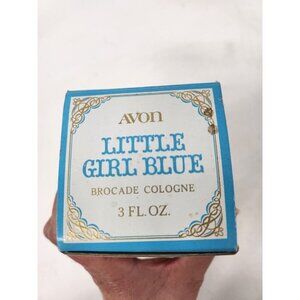 AVON
LITTLE
GIRL BLUE
BROCADE COLOGNE
3 FL. OZ.